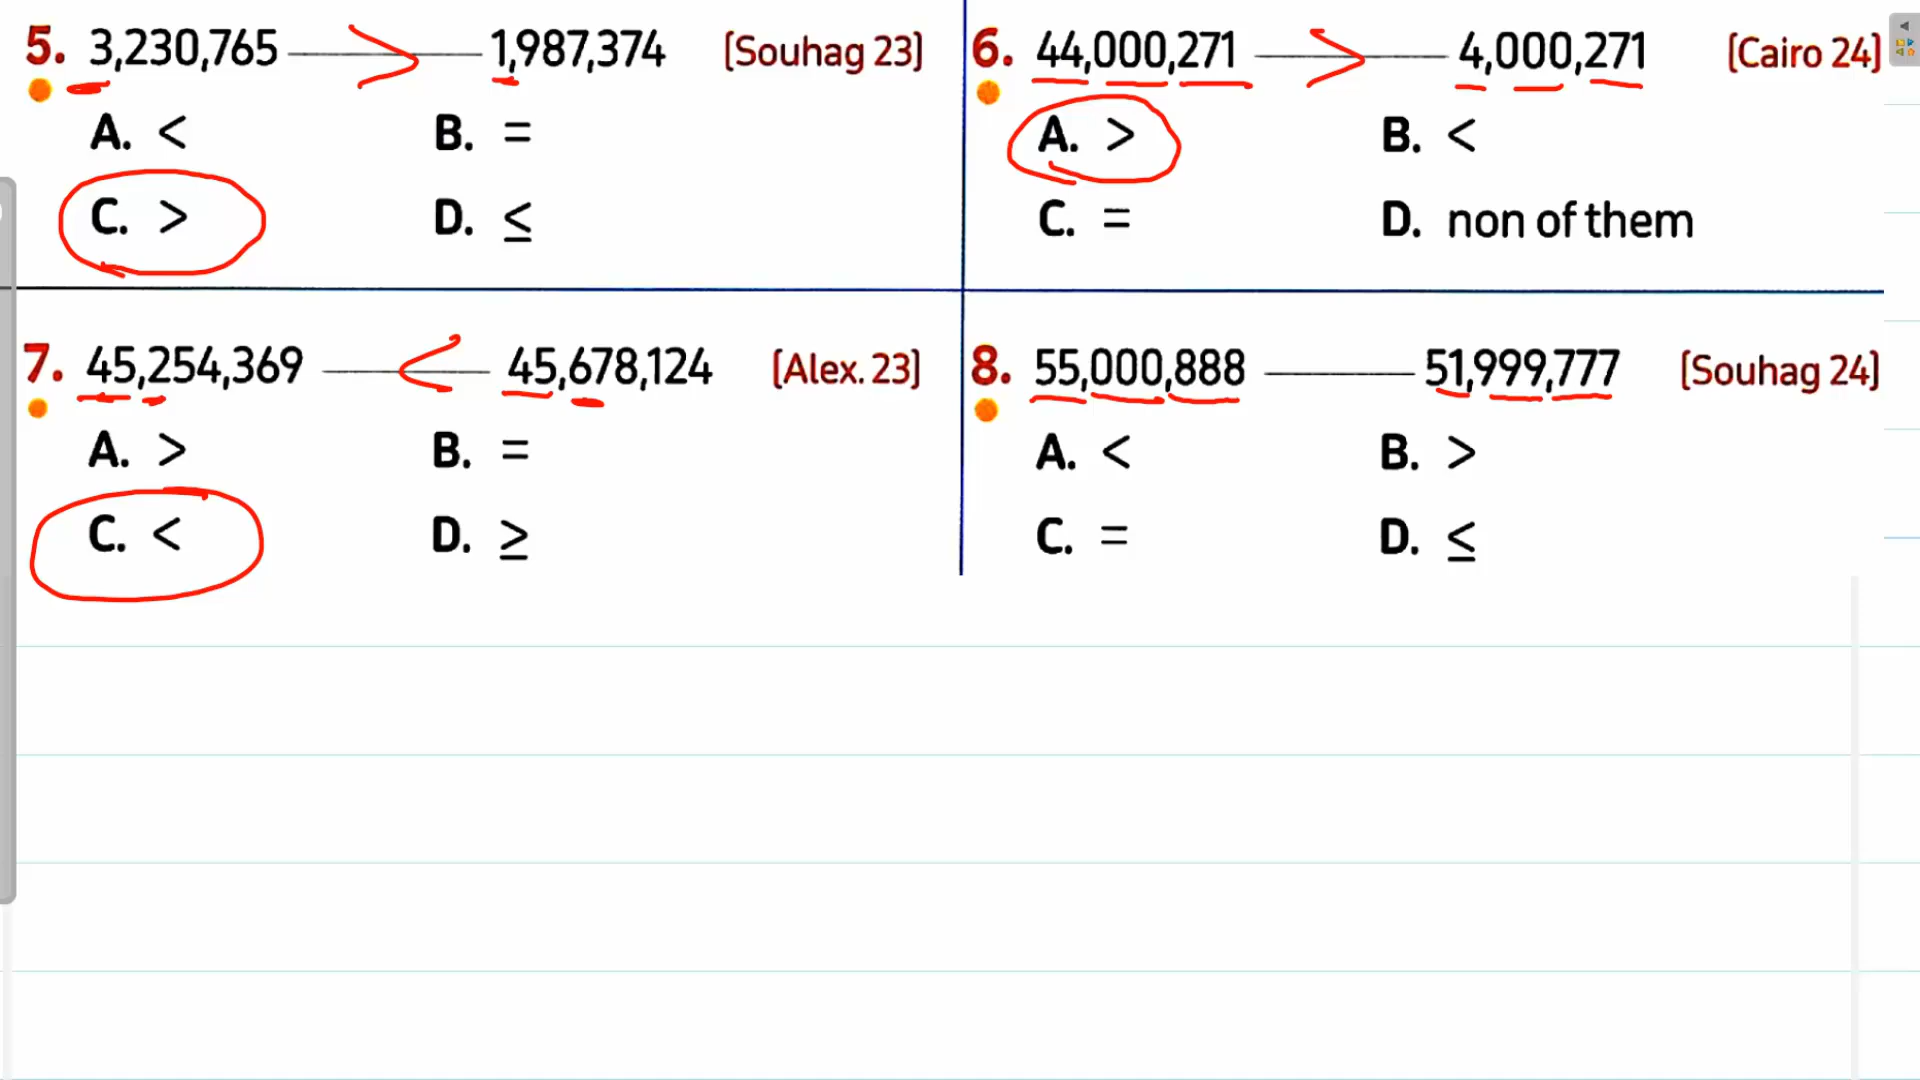 5. 3,230,765 > 1,987,374 [Souhag 23]
A. < B. =
C. > D. ≤
6. 44,000,271 > 4,000,271 [Cairo 24]
A. > B. <
C. = D. non of them
7. 45,254,369 < 45,678,124 [Alex. 23]
A. > B. =
C. < D. ≥
8. 55,000,888 51,999,777 [Souhag 24]
A. < B. >
C. = D. ≤